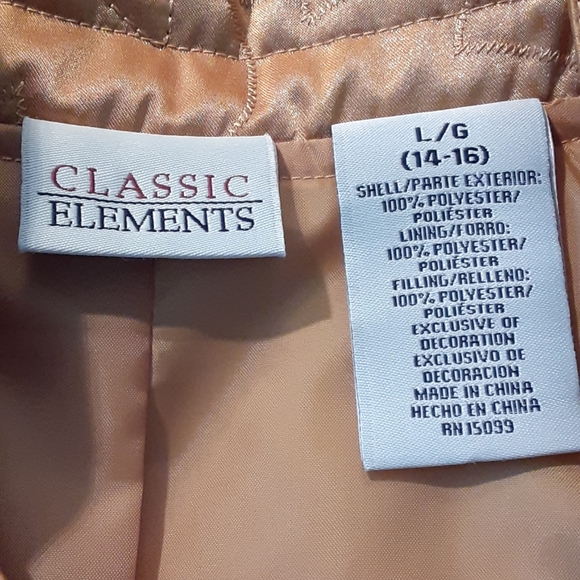 CLASSIC
ELEMENTS
L/G
(14-16)
SHELL/PARTE EXTERIOR:
100% POLYESTER/
POLIÉSTER
LINING/FORRO:
100% POLYESTER/
POLIÉSTER
FILLING/RELLENO:
100% POLYESTER/
POLIÉSTER
EXCLUSIVE OF
DECORATION
EXCLUSIVO DE
DECORACION
MADE IN CHINA
HECHO EN CHINA
RN 15099